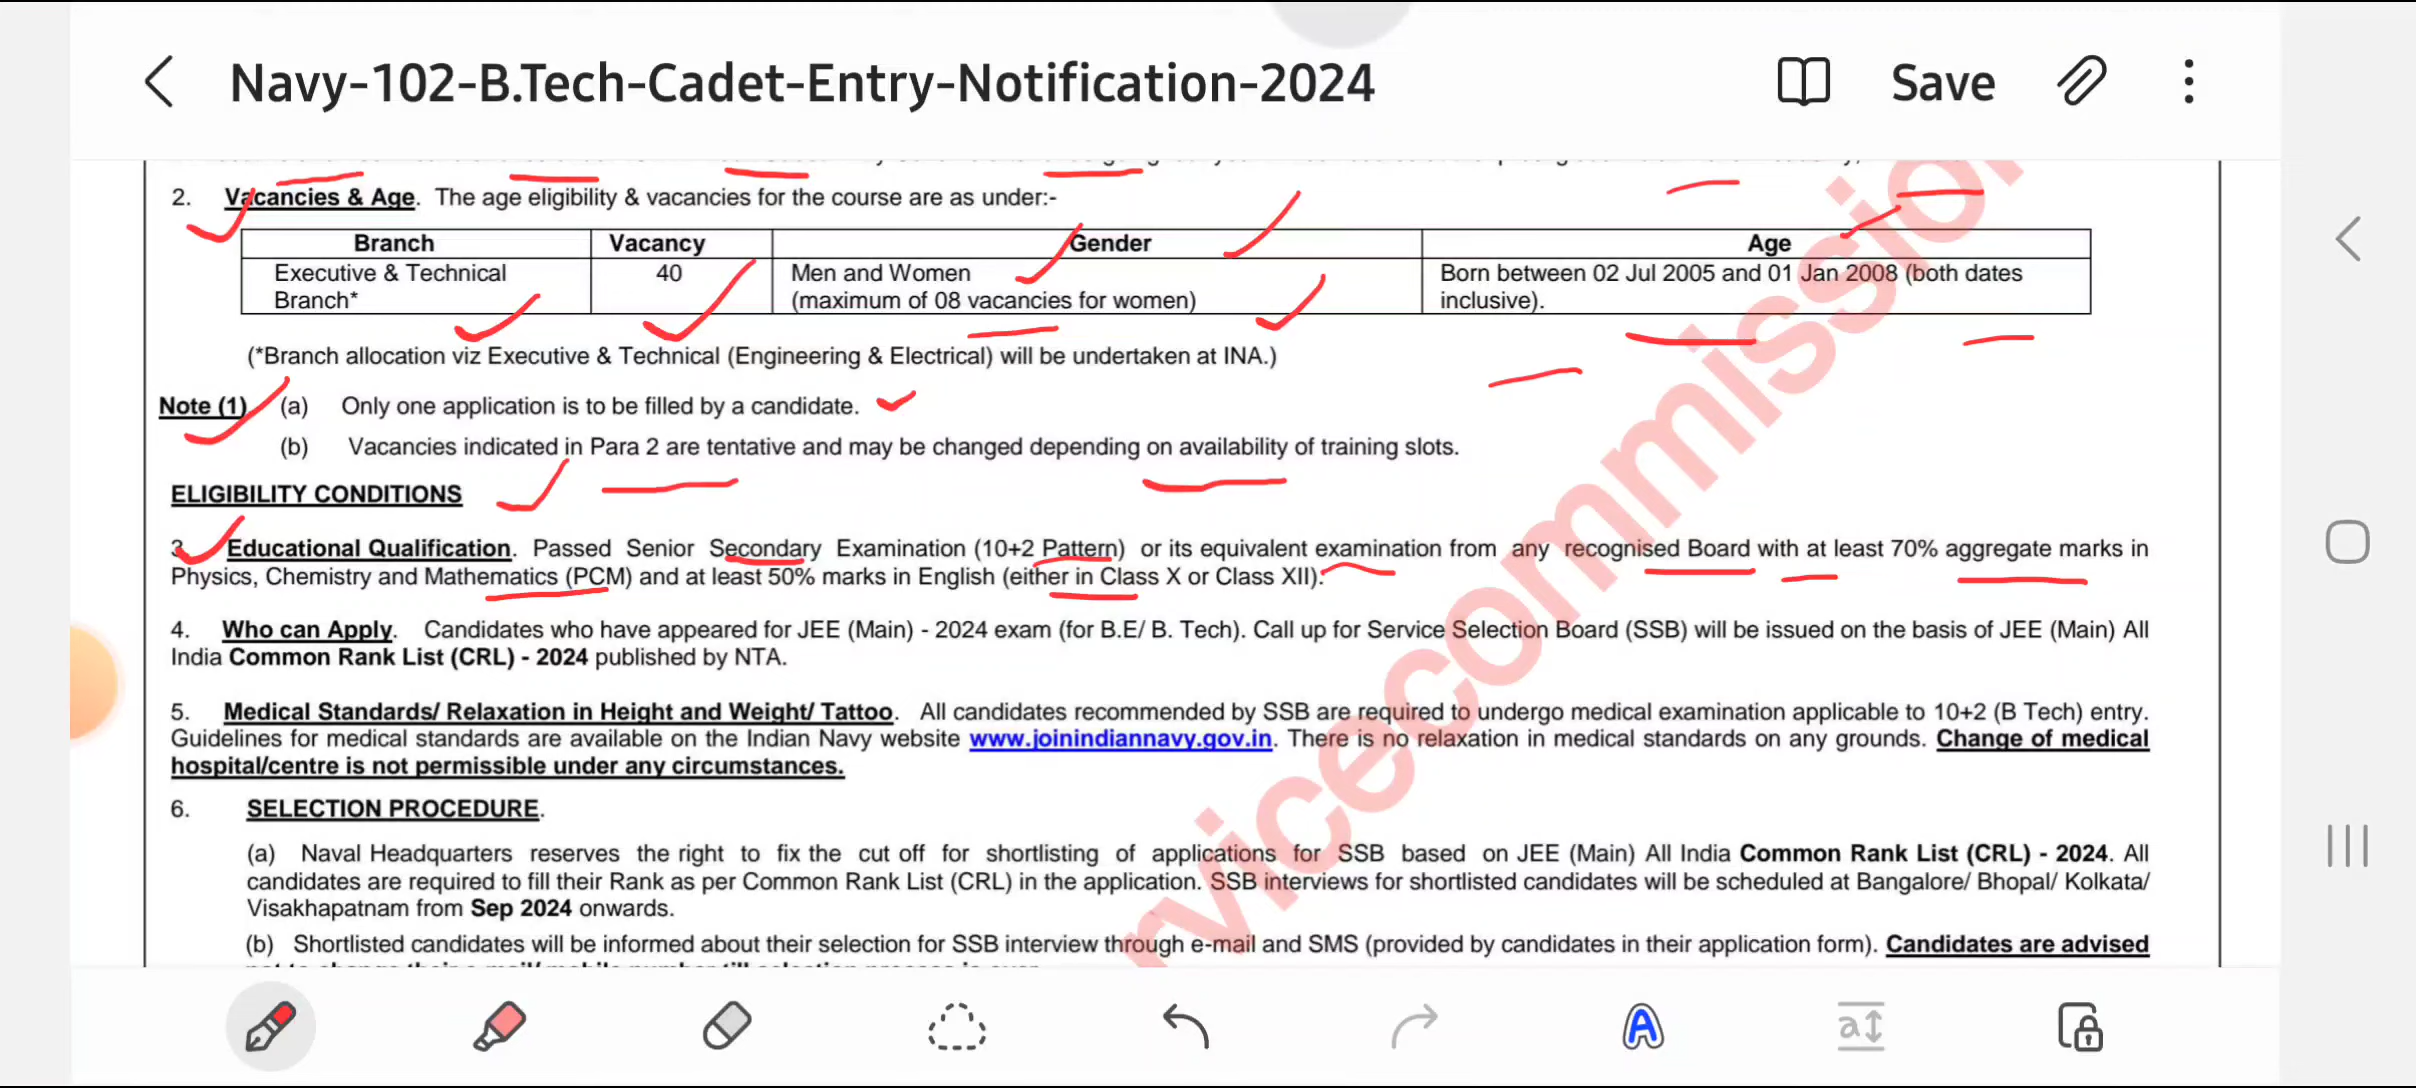 Navy-102-B.Tech-Cadet-Entry-Notification-2024
Save
2. Vacancies & Age. The age eligibility & vacancies for the course are as under:-
Branch Vacancy Gender Age
Executive & Technical Branch* 40 Men and Women (maximum of 08 vacancies for women) Born between 02 Jul 2005 and 01 Jan 2008 (both dates inclusive).
(*Branch allocation viz Executive & Technical (Engineering & Electrical) will be undertaken at INA.)
Note (1) (a) Only one application is to be filled by a candidate.
(b) Vacancies indicated in Para 2 are tentative and may be changed depending on availability of training slots.
ELIGIBILITY CONDITIONS
3. Educational Qualification. Passed Senior Secondary Examination (10+2 Pattern) or its equivalent examination from any recognised Board with at least 70% aggregate marks in
Physics, Chemistry and Mathematics (PCM) and at least 50% marks in English (either in Class X or Class XII).
4. Who can Apply. Candidates who have appeared for JEE (Main) - 2024 exam (for B.E/ B. Tech). Call up for Service Selection Board (SSB) will be issued on the basis of JEE (Main) All
India Common Rank List (CRL) - 2024 published by NTA.
5. Medical Standards/ Relaxation in Height and Weight/ Tattoo. All candidates recommended by SSB are required to undergo medical examination applicable to 10+2 (B Tech) entry.
Guidelines for medical standards are available on the Indian Navy website www.joinindiannavy.gov.in. There is no relaxation in medical standards on any grounds. Change of medical
hospital/centre is not permissible under any circumstances.
6. SELECTION PROCEDURE.
(a) Naval Headquarters reserves the right to fix the cut off for shortlisting of applications for SSB based on JEE (Main) All India Common Rank List (CRL) - 2024. All
candidates are required to fill their Rank as per Common Rank List (CRL) in the application. SSB interviews for shortlisted candidates will be scheduled at Bangalore/ Bhopal/ Kolkata/
Visakhapatnam from Sep 2024 onwards.
(b) Shortlisted candidates will be informed about their selection for SSB interview through e-mail and SMS (provided by candidates in their application form). Candidates are advised
rvicecommission